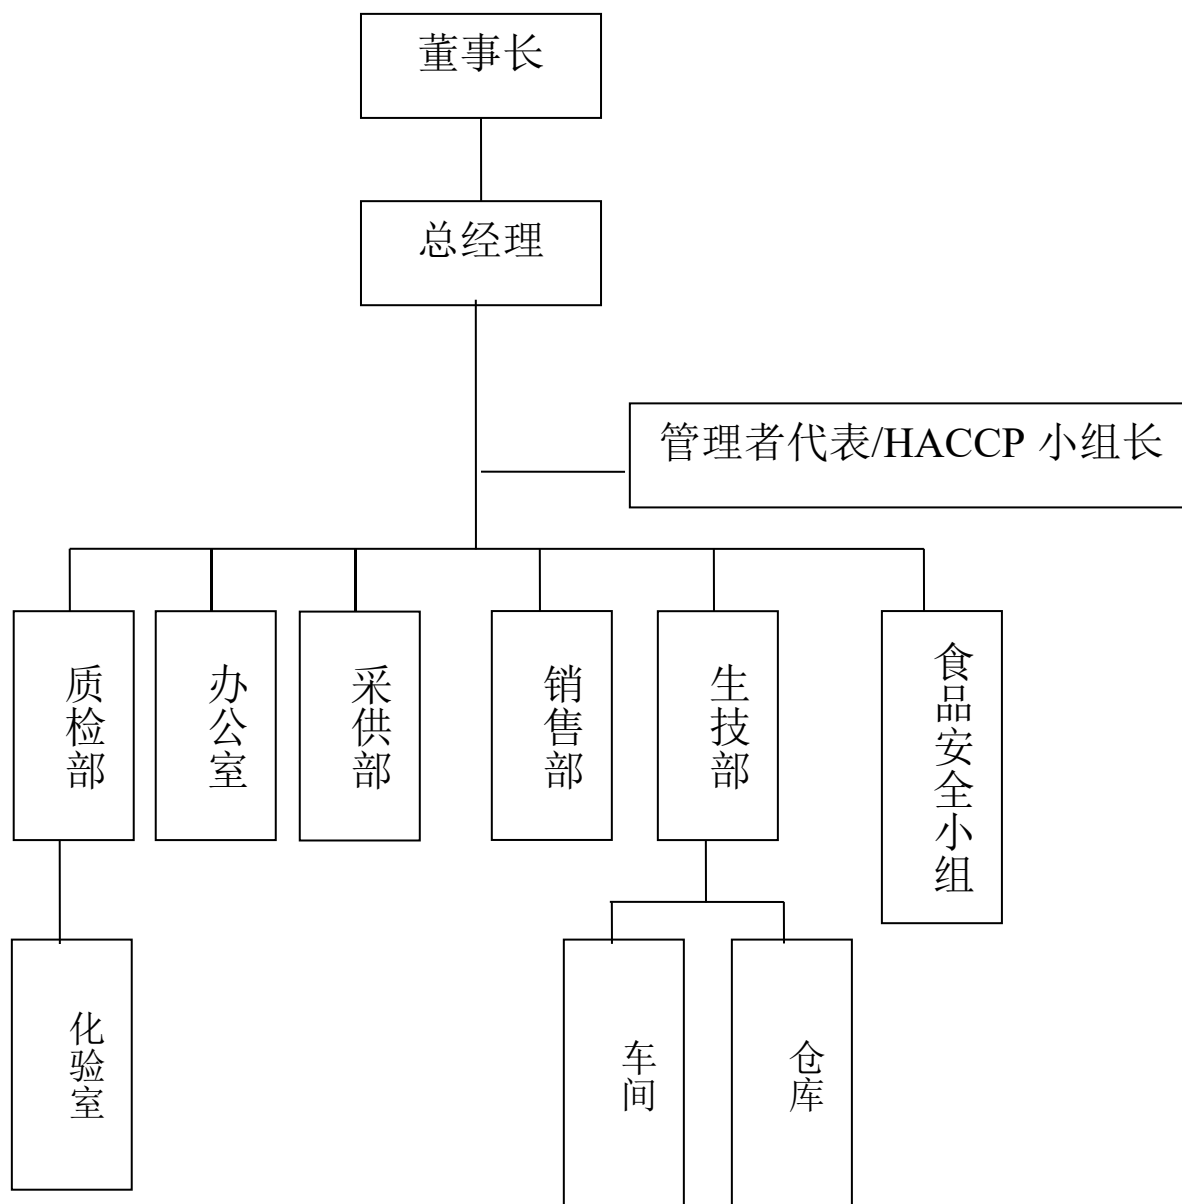 董事长
总经理
管理者代表/HACCP 小组长
质检部
办公室
采供部
销售部
生技部
食品安全小组
化验室
车间
仓库